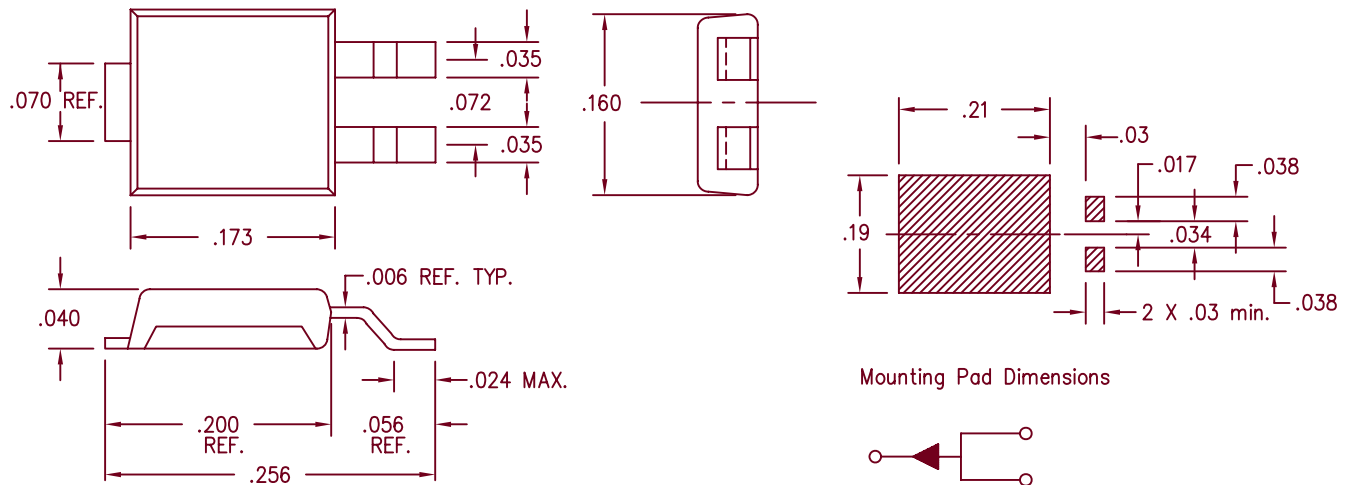 .035
.070 REF.
.072
.035
.173
.160
.21
.03
.017
.038
.19
.034
.038
2 X .03 min.
.006 REF. TYP.
.040
.024 MAX.
.200
REF.
.056
REF.
.256
Mounting Pad Dimensions